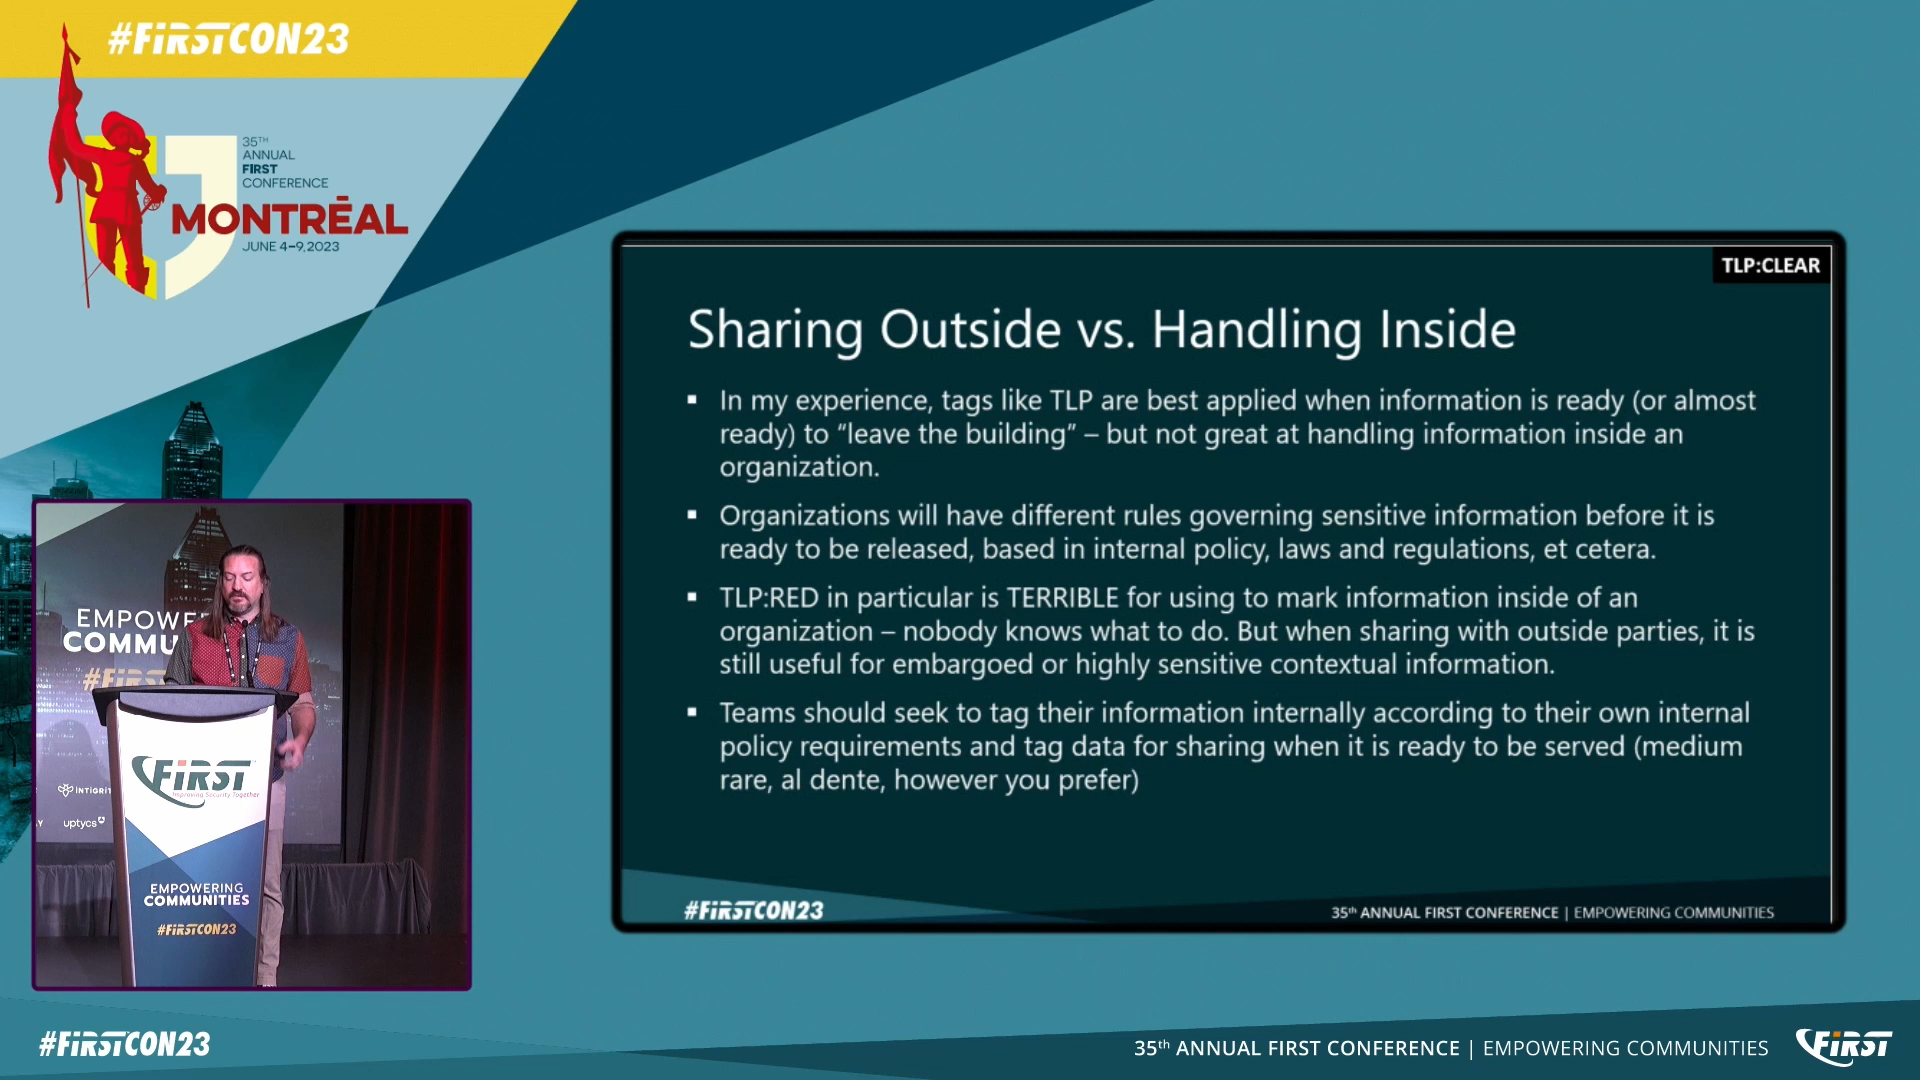 #FiRSTCON23
35TH
ANNUAL
FIRST
CONFERENCE
MONTRĒAL
JUNE 4–9, 2023
TLP:CLEAR
Sharing Outside vs. Handling Inside
▪ In my experience, tags like TLP are best applied when information is ready (or almost
ready) to “leave the building” – but not great at handling information inside an
organization.
▪ Organizations will have different rules governing sensitive information before it is
ready to be released, based in internal policy, laws and regulations, et cetera.
▪ TLP:RED in particular is TERRIBLE for using to mark information inside of an
organization – nobody knows what to do. But when sharing with outside parties, it is
still useful for embargoed or highly sensitive contextual information.
▪ Teams should seek to tag their information internally according to their own internal
policy requirements and tag data for sharing when it is ready to be served (medium
rare, al dente, however you prefer)
#FiRSTCON23
35th ANNUAL FIRST CONFERENCE | EMPOWERING COMMUNITIES
EMPOWE
COMMU
#FiRS
INTIGRIT
Y
uptycs
FiRST
Improving Security Together
EMPOWERING
COMMUNITIES
#FiRSTCON23
#FiRSTCON23
35th ANNUAL FIRST CONFERENCE | EMPOWERING COMMUNITIES
FiRST